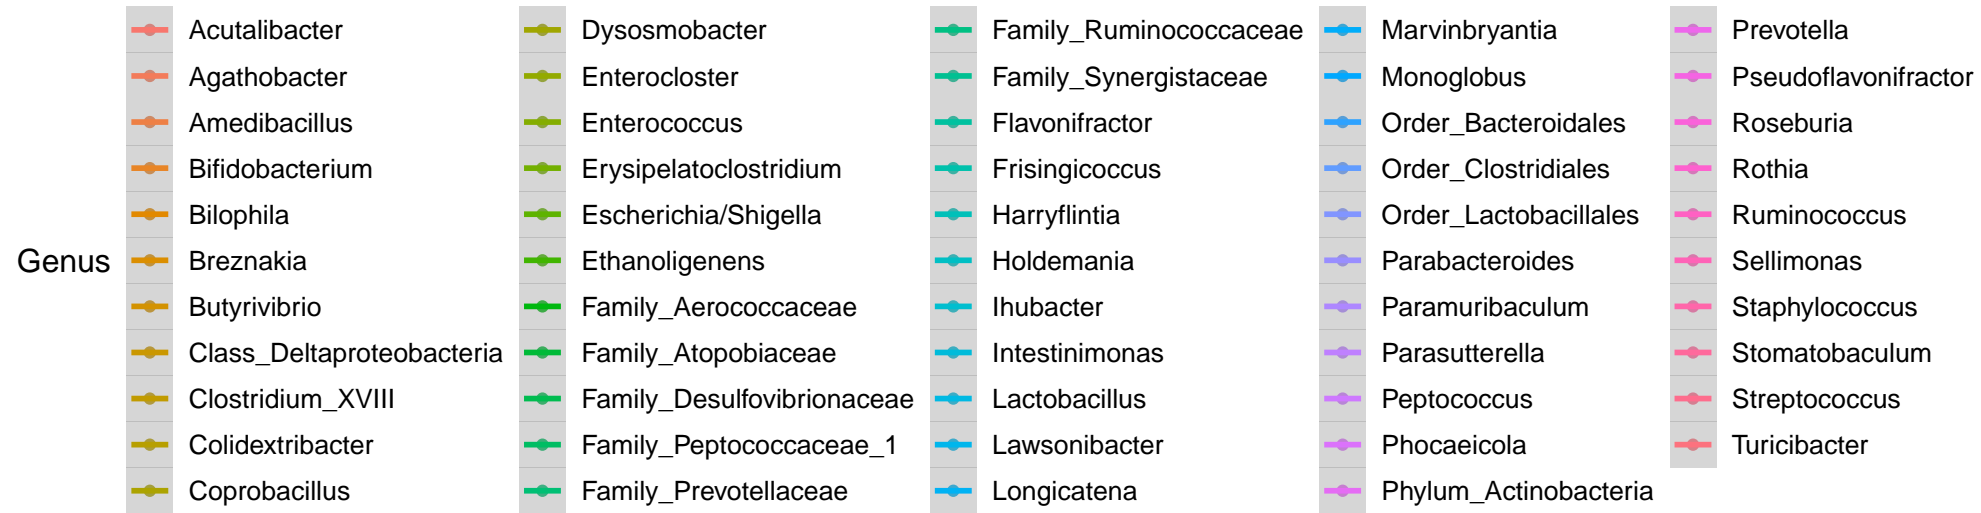 Genus
Acutalibacter
Agathobacter
Amedibacillus
Bifidobacterium
Bilophila
Breznakia
Butyrivibrio
Class_Deltaproteobacteria
Clostridium_XVIII
Colidextribacter
Coprobacillus
Dysosmobacter
Enterocloster
Enterococcus
Erysipelatoclostridium
Escherichia/Shigella
Ethanoligenens
Family_Aerococcaceae
Family_Atopobiaceae
Family_Desulfovibrionaceae
Family_Peptococcaceae_1
Family_Prevotellaceae
Family_Ruminococcaceae
Family_Synergistaceae
Flavonifractor
Frisingicoccus
Harryflintia
Holdemania
Ihubacter
Intestinimonas
Lactobacillus
Lawsonibacter
Longicatena
Marvinbryantia
Monoglobus
Order_Bacteroidales
Order_Clostridiales
Order_Lactobacillales
Parabacteroides
Paramuribaculum
Parasutterella
Peptococcus
Phocaeicola
Phylum_Actinobacteria
Prevotella
Pseudoflavonifractor
Roseburia
Rothia
Ruminococcus
Sellimonas
Staphylococcus
Stomatobaculum
Streptococcus
Turicibacter